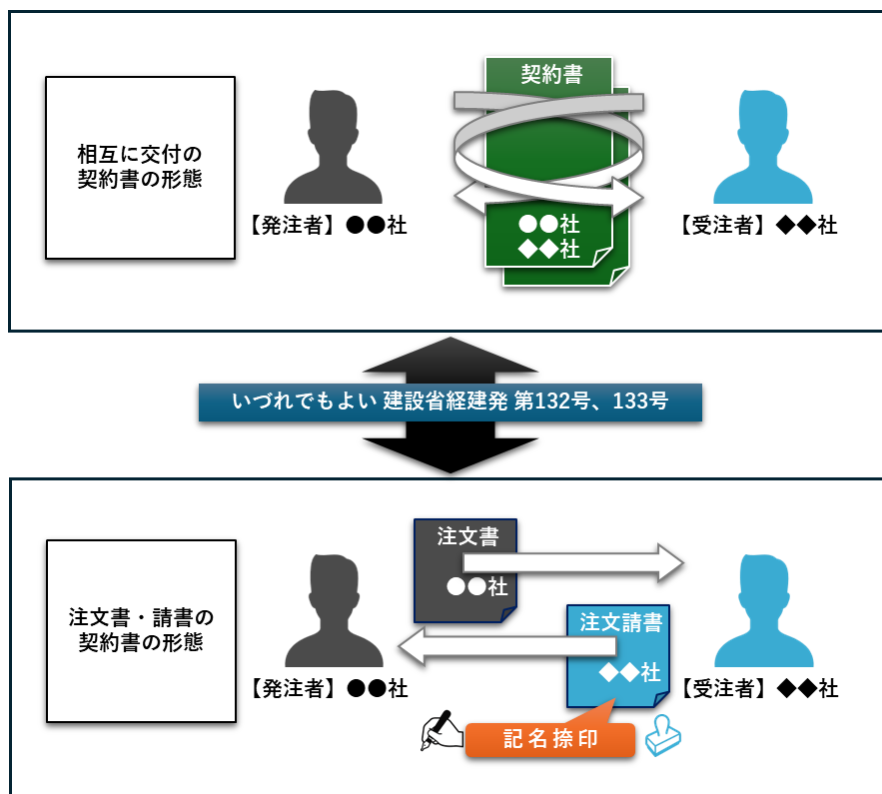 契約書
相互に交付の
契約書の形態
【発注者】●●社
●●社
◆◆社
【受注者】◆◆社
いづれでもよい 建設省経建発 第132号、133号
注文書
●●社
注文請書
◆◆社
注文書・請書の
契約書の形態
【発注者】●●社
【受注者】◆◆社
記名捺印